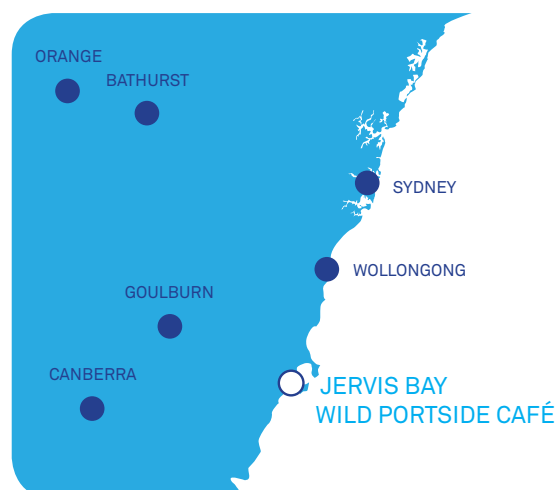 ORANGE
BATHURST
SYDNEY
WOLLONGONG
GOULBURN
CANBERRA
JERVIS BAY
WILD PORTSIDE CAFÉ